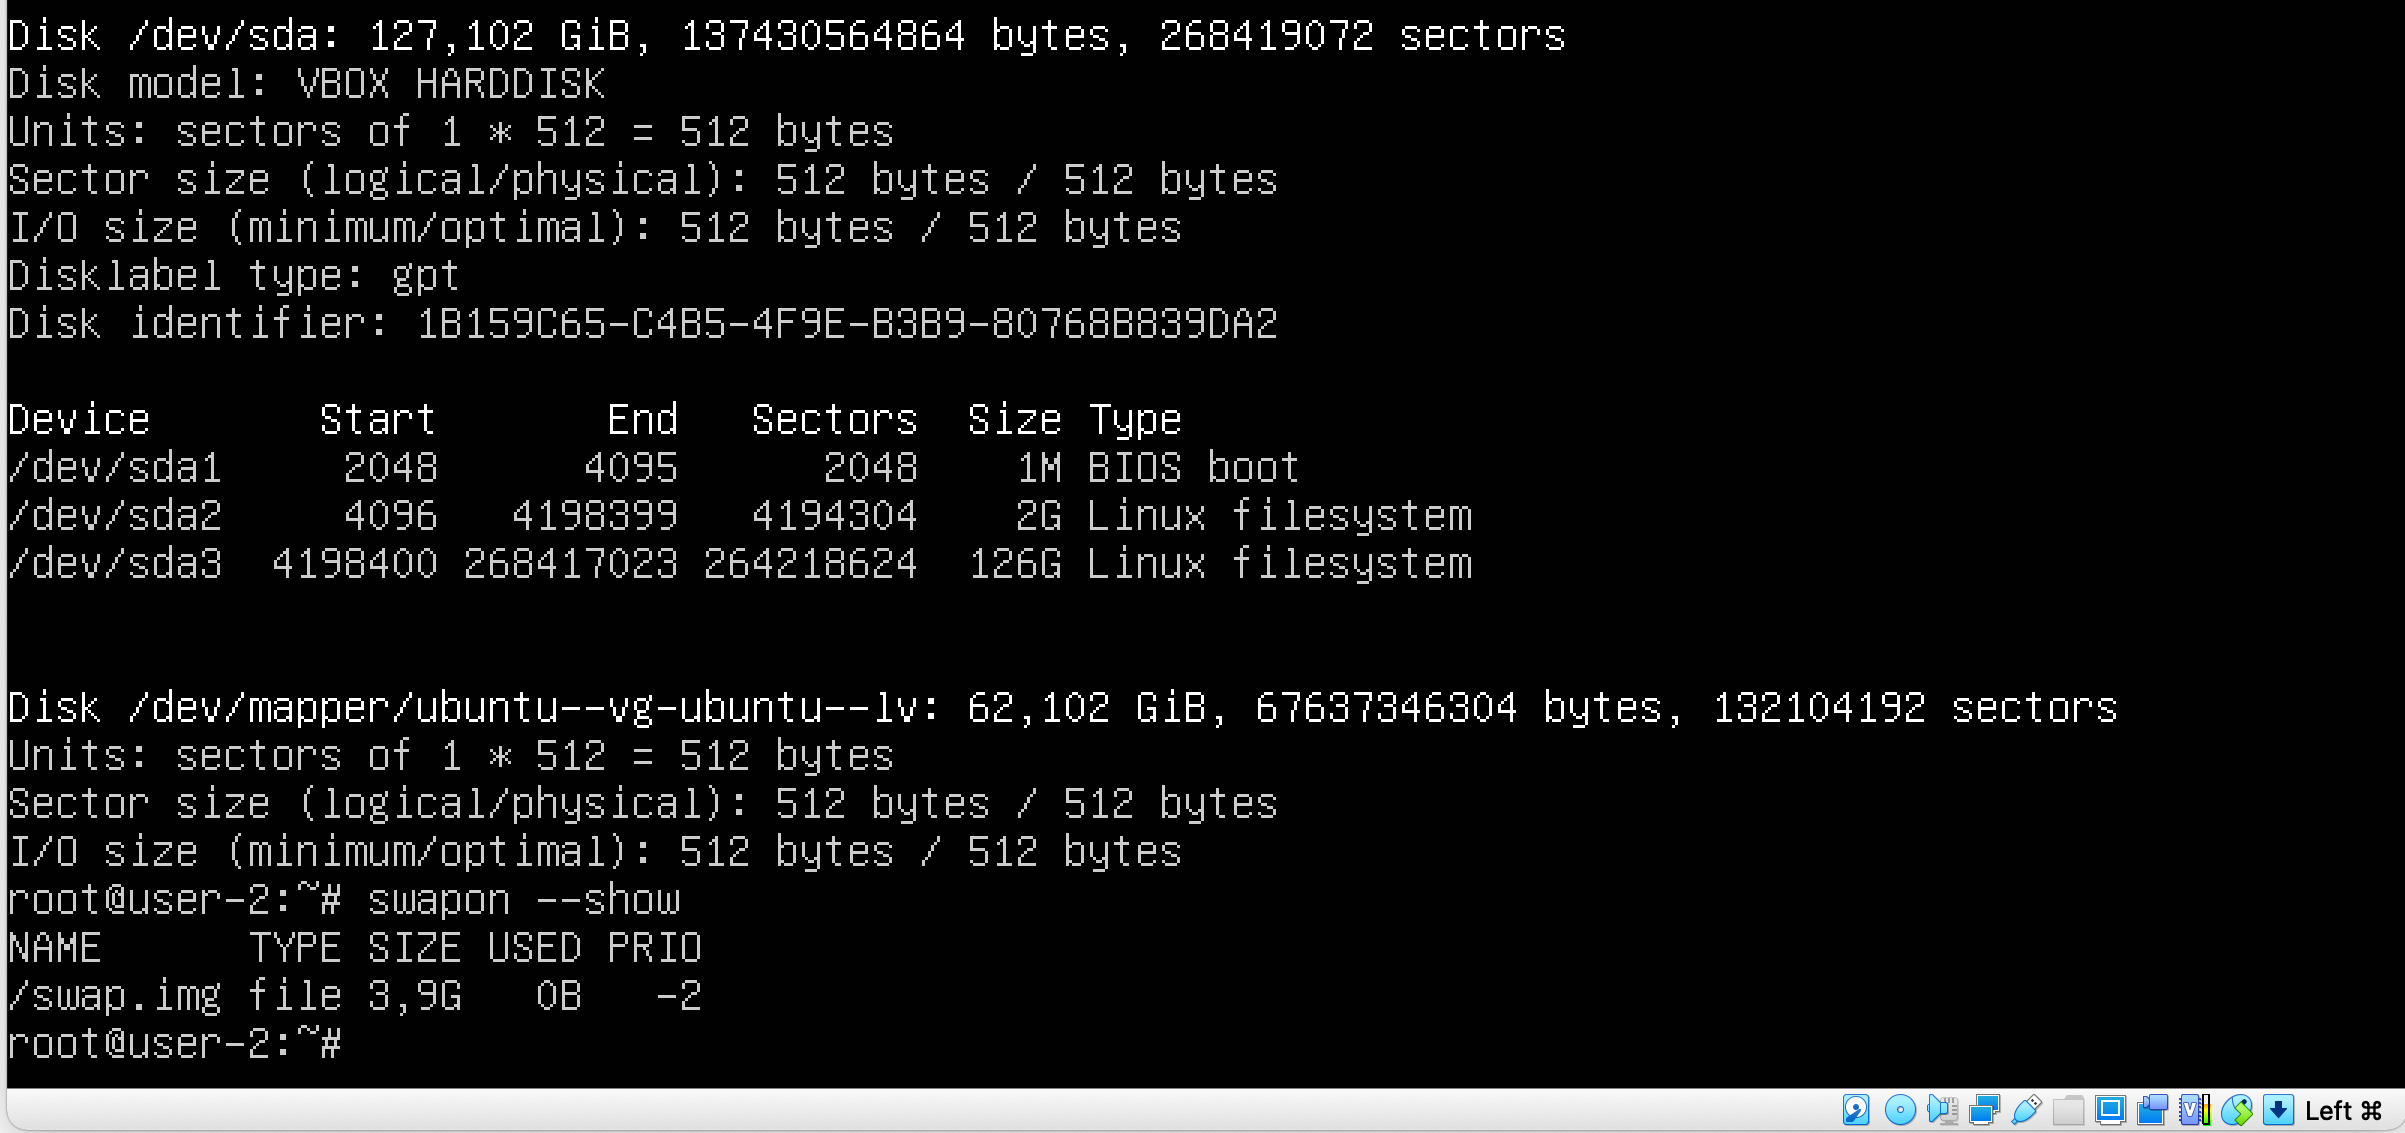 Disk /dev/sda: 127,102 GiB, 137430564864 bytes, 268419072 sectors
Disk model: VBOX HARDDISK
Units: sectors of 1 * 512 = 512 bytes
Sector size (logical/physical): 512 bytes / 512 bytes
I/O size (minimum/optimal): 512 bytes / 512 bytes
Disklabel type: gpt
Disk identifier: 1B159C65-C4B5-4F9E-B3B9-80768B839DA2
Device Start End Sectors Size Type
/dev/sda1 2048 4095 2048 1M BIOS boot
/dev/sda2 4096 4198399 4194304 2G Linux filesystem
/dev/sda3 4198400 268417023 264218624 126G Linux filesystem
Disk /dev/mapper/ubuntu--vg-ubuntu--lv: 62,102 GiB, 67637346304 bytes, 132104192 sectors
Units: sectors of 1 * 512 = 512 bytes
Sector size (logical/physical): 512 bytes / 512 bytes
I/O size (minimum/optimal): 512 bytes / 512 bytes
root@user-2:~# swapon --show
NAME TYPE SIZE USED PRIO
/swap.img file 3,9G 0B -2
root@user-2:~#
Left ⌘